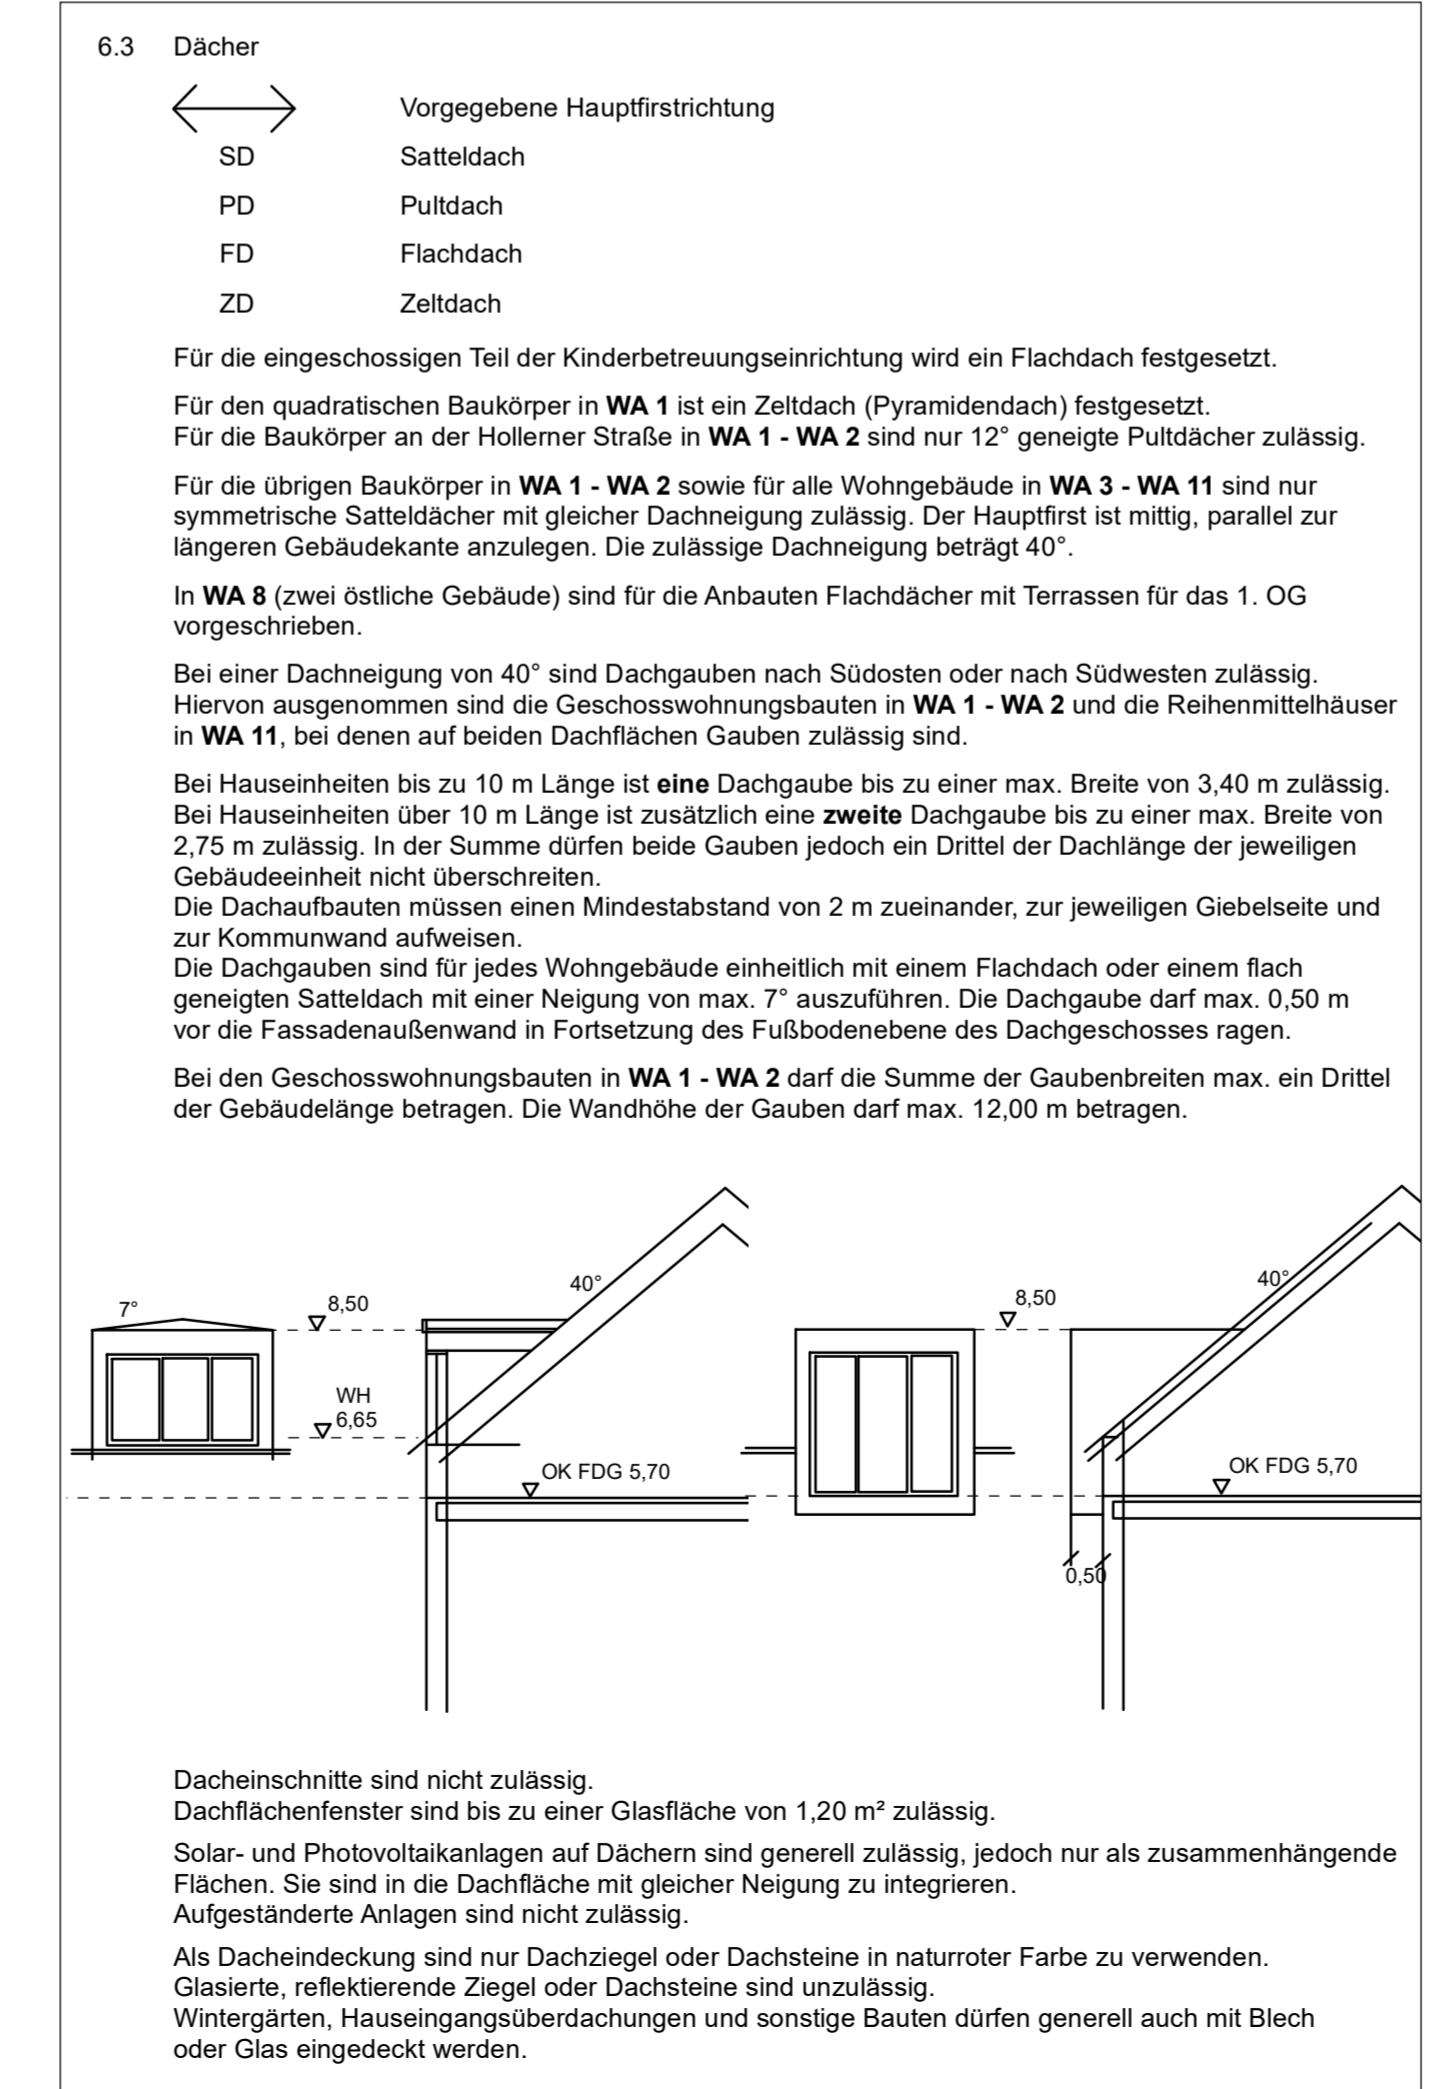 6.3 Dächer
Vorgegebene Hauptfirstrichtung
SD Satteldach
PD Pultdach
FD Flachdach
ZD Zeltdach
Für die eingeschossigen Teil der Kinderbetreuungseinrichtung wird ein Flachdach festgesetzt.
Für den quadratischen Baukörper in WA 1 ist ein Zeltdach (Pyramidendach) festgesetzt.
Für die Baukörper an der Hollerner Straße in WA 1 - WA 2 sind nur 12° geneigte Pultdächer zulässig.
Für die übrigen Baukörper in WA 1 - WA 2 sowie für alle Wohngebäude in WA 3 - WA 11 sind nur
symmetrische Satteldächer mit gleicher Dachneigung zulässig. Der Hauptfirst ist mittig, parallel zur
längeren Gebäudekante anzulegen. Die zulässige Dachneigung beträgt 40°.
In WA 8 (zwei östliche Gebäude) sind für die Anbauten Flachdächer mit Terrassen für das 1. OG
vorgeschrieben.
Bei einer Dachneigung von 40° sind Dachgauben nach Südosten oder nach Südwesten zulässig.
Hiervon ausgenommen sind die Geschosswohnungsbauten in WA 1 - WA 2 und die Reihenmittelhäuser
in WA 11, bei denen auf beiden Dachflächen Gauben zulässig sind.
Bei Hauseinheiten bis zu 10 m Länge ist eine Dachgaube bis zu einer max. Breite von 3,40 m zulässig.
Bei Hauseinheiten über 10 m Länge ist zusätzlich eine zweite Dachgaube bis zu einer max. Breite von
2,75 m zulässig. In der Summe dürfen beide Gauben jedoch ein Drittel der Dachlänge der jeweiligen
Gebäudeeinheit nicht überschreiten.
Die Dachaufbauten müssen einen Mindestabstand von 2 m zueinander, zur jeweiligen Giebelseite und
zur Kommunwand aufweisen.
Die Dachgauben sind für jedes Wohngebäude einheitlich mit einem Flachdach oder einem flach
geneigten Satteldach mit einer Neigung von max. 7° auszuführen. Die Dachgaube darf max. 0,50 m
vor die Fassadenaußenwand in Fortsetzung des Fußbodenebene des Dachgeschosses ragen.
Bei den Geschosswohnungsbauten in WA 1 - WA 2 darf die Summe der Gaubenbreiten max. ein Drittel
der Gebäudelänge betragen. Die Wandhöhe der Gauben darf max. 12,00 m betragen.
7°
8,50
40°
WH
6,65
OK FDG 5,70
8,50
40°
OK FDG 5,70
0,50
Dacheinschnitte sind nicht zulässig.
Dachflächenfenster sind bis zu einer Glasfläche von 1,20 m² zulässig.
Solar- und Photovoltaikanlagen auf Dächern sind generell zulässig, jedoch nur als zusammenhängende
Flächen. Sie sind in die Dachfläche mit gleicher Neigung zu integrieren.
Aufgeständerte Anlagen sind nicht zulässig.
Als Dacheindeckung sind nur Dachziegel oder Dachsteine in naturroter Farbe zu verwenden.
Glasierte, reflektierende Ziegel oder Dachsteine sind unzulässig.
Wintergärten, Hauseingangsüberdachungen und sonstige Bauten dürfen generell auch mit Blech
oder Glas eingedeckt werden.